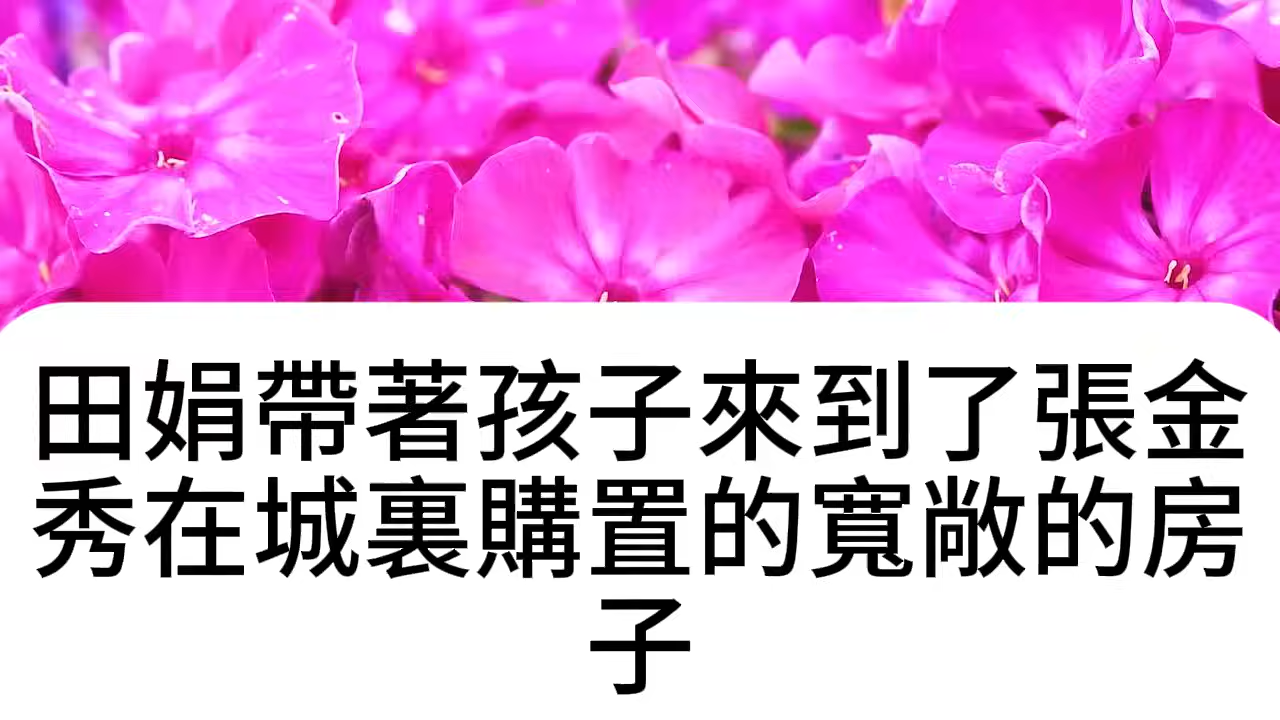 田娟帶著孩子來到了張金
秀在城裏購置的寬敞的房
子